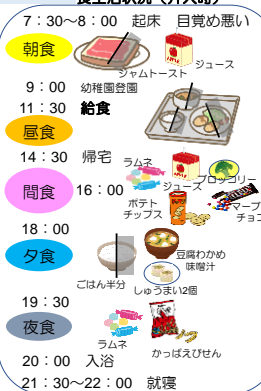 7：30～8：00　起床　目覚め悪い
朝食
ジャムトースト
ジュース
9：00　幼稚園登園
11：30　給食
昼食
14：30　帰宅
ラムネ
ジュース
ブロッコリー
間食
16：00
ポテト
チップス
マーブ
チョコ
18：00
夕食
豆腐わかめ
味噌汁
ごはん半分
しゅうまい2個
19：30
夜食
ラムネ
かっぱえびせん
20：00　入浴
21：30～22：00　就寝